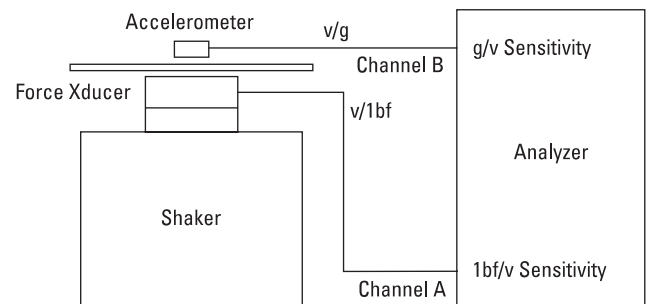 Accelerometer
v/g
g/v Sensitivity
Channel B
Force Xducer
v/1bf
Analyzer
Shaker
1bf/v Sensitivity
Channel A